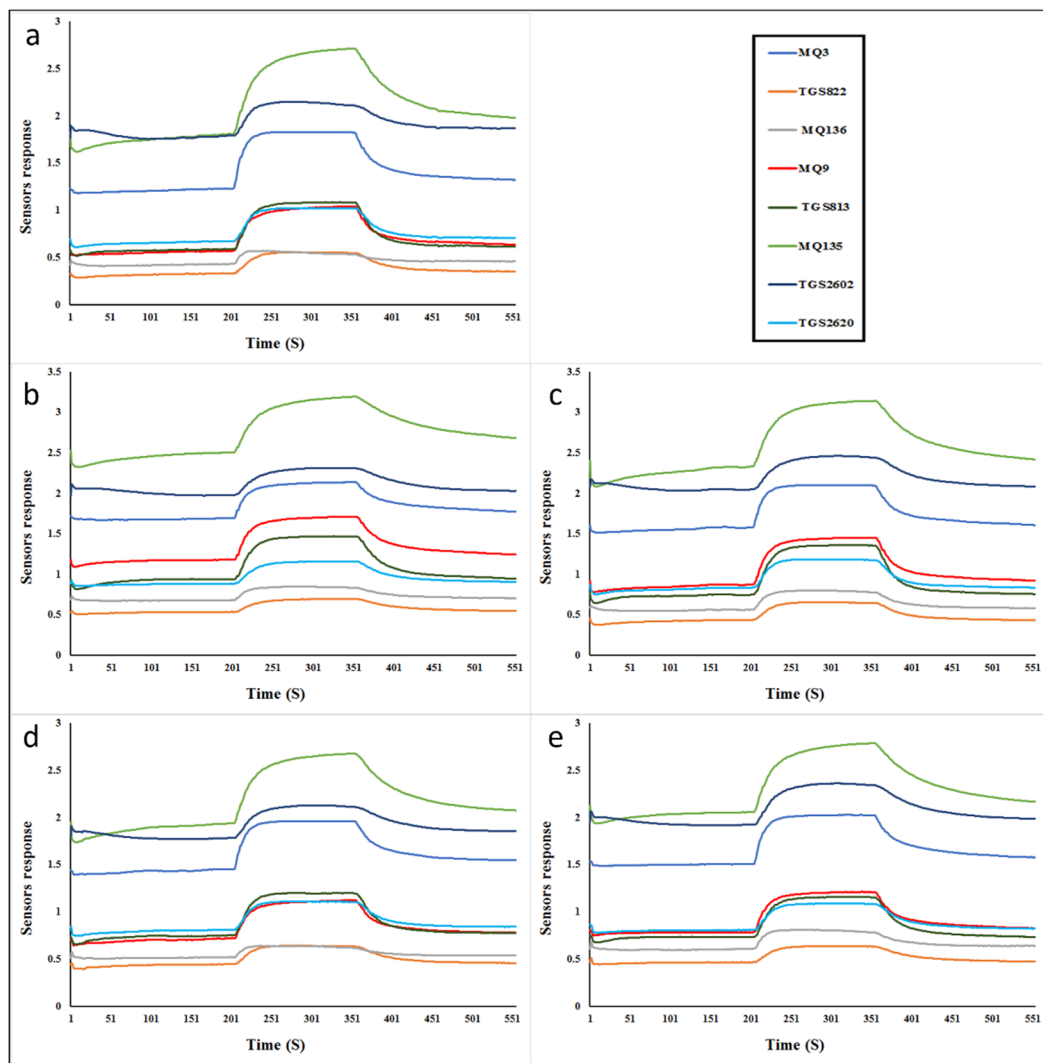 a
3
2.5
2
1.5
1
0.5
0
Sensors response
1 51 101 151 201 251 301 351 401 451 501 551
Time (S)
MQ3
TGS822
MQ136
MQ9
TGS813
MQ135
TGS2602
TGS2620
b
3.5
3
2.5
2
1.5
1
0.5
0
Sensors response
1 51 101 151 201 251 301 351 401 451 501 551
Time (S)
c
3.5
3
2.5
2
1.5
1
0.5
0
Sensors response
1 51 101 151 201 251 301 351 401 451 501 551
Time (S)
d
3
2.5
2
1.5
1
0.5
0
Sensors response
1 51 101 151 201 251 301 351 401 451 501 551
Time (S)
e
3
2.5
2
1.5
1
0.5
0
Sensors response
1 51 101 151 201 251 301 351 401 451 501 551
Time (S)